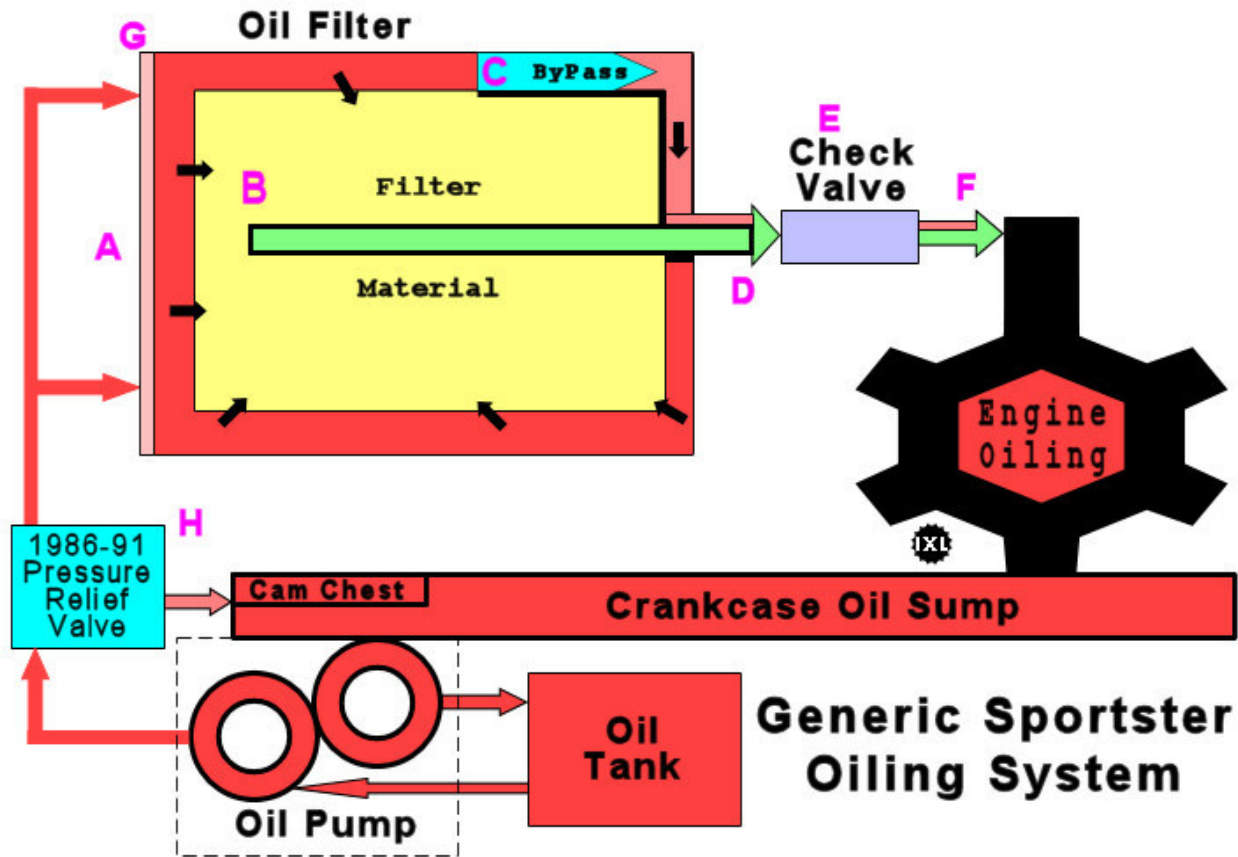 Oil Filter
G
C ByPass
E
Check
Valve
F
B
Filter
A
Material
D
Engine
Oiling
IXL
H
1986-91
Pressure
Relief
Valve
Cam Chest
Crankcase Oil Sump
Oil
Tank
Generic Sportster
Oiling System
Oil Pump